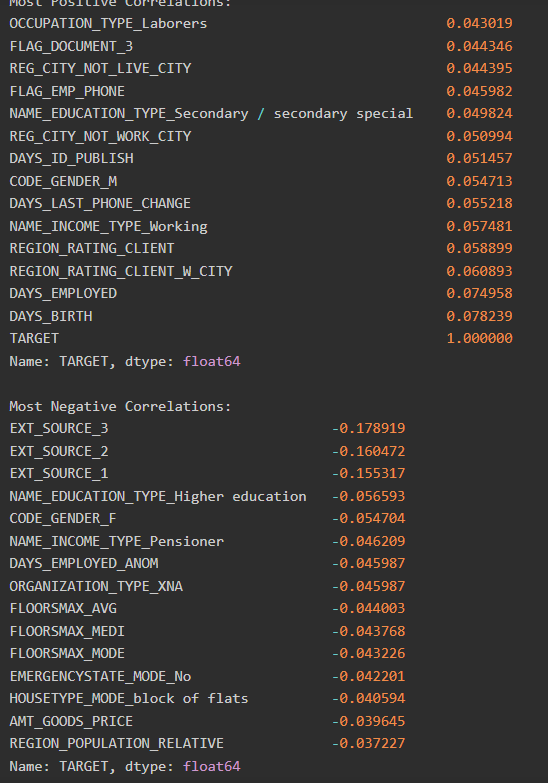 Most Positive Correlations:
OCCUPATION_TYPE_Laborers 0.043019
FLAG_DOCUMENT_3 0.044346
REG_CITY_NOT_LIVE_CITY 0.044395
FLAG_EMP_PHONE 0.045982
NAME_EDUCATION_TYPE_Secondary / secondary special 0.049824
REG_CITY_NOT_WORK_CITY 0.050994
DAYS_ID_PUBLISH 0.051457
CODE_GENDER_M 0.054713
DAYS_LAST_PHONE_CHANGE 0.055218
NAME_INCOME_TYPE_Working 0.057481
REGION_RATING_CLIENT 0.058899
REGION_RATING_CLIENT_W_CITY 0.060893
DAYS_EMPLOYED 0.074958
DAYS_BIRTH 0.078239
TARGET 1.000000
Name: TARGET, dtype: float64
Most Negative Correlations:
EXT_SOURCE_3 -0.178919
EXT_SOURCE_2 -0.160472
EXT_SOURCE_1 -0.155317
NAME_EDUCATION_TYPE_Higher education -0.056593
CODE_GENDER_F -0.054704
NAME_INCOME_TYPE_Pensioner -0.046209
DAYS_EMPLOYED_ANOM -0.045987
ORGANIZATION_TYPE_XNA -0.045987
FLOORSMAX_AVG -0.044003
FLOORSMAX_MEDI -0.043768
FLOORSMAX_MODE -0.043226
EMERGENCYSTATE_MODE_No -0.042201
HOUSETYPE_MODE_block of flats -0.040594
AMT_GOODS_PRICE -0.039645
REGION_POPULATION_RELATIVE -0.037227
Name: TARGET, dtype: float64